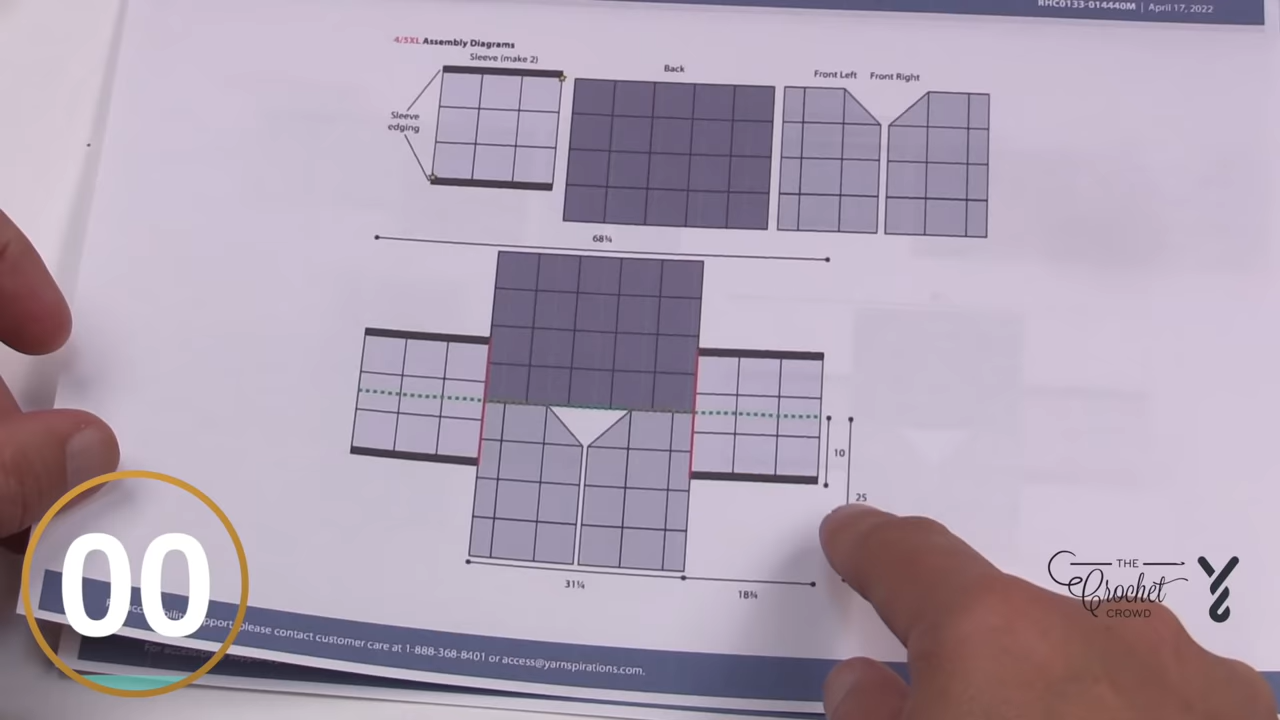 RHC0133-014440M | April 17, 2022
4/5XL Assembly Diagrams
Sleeve (make 2)
Back
Front Left
Front Right
Sleeve
edging
68¾
10
25
31¼
18¾
please contact customer care at 1-888-368-8401 or access@yarnspirations.com.
00
THE
Crochet
CROWD